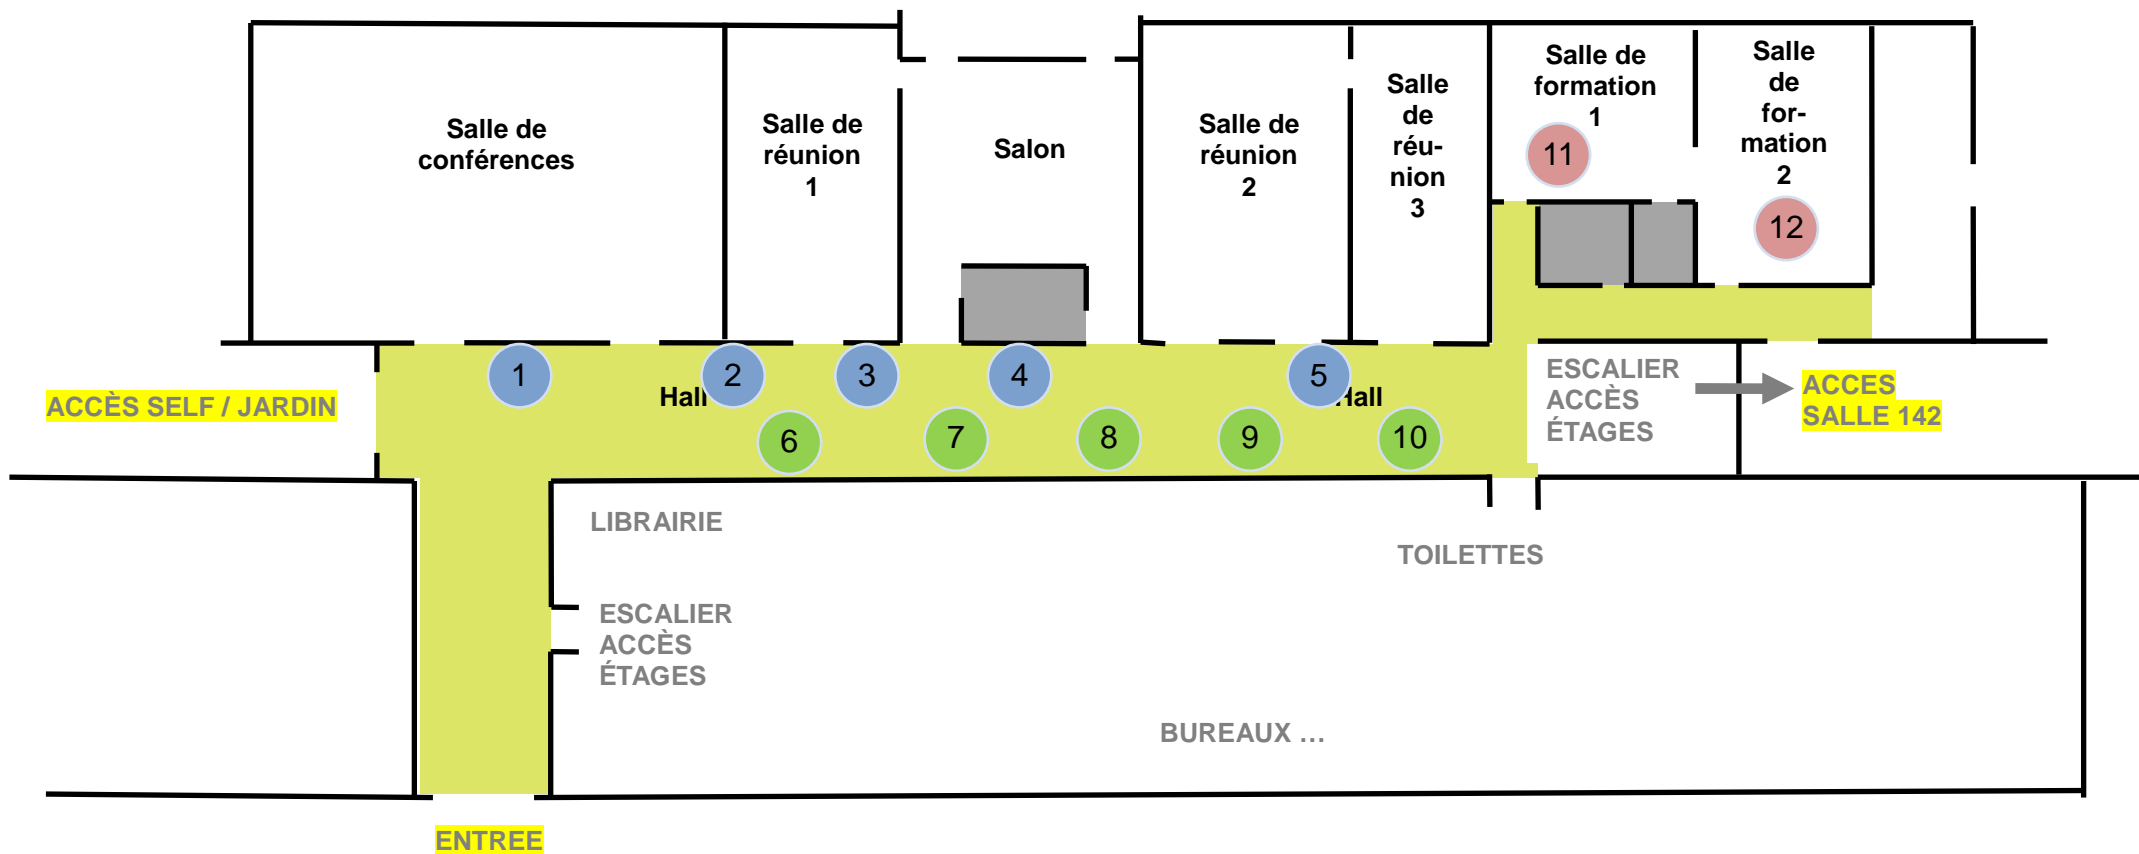 Salle de
conférences
Salle de
réunion
1
Salon
Salle de
réunion
2
Salle
de
réu-
nion
3
Salle de
formation
1
11
Salle
de
for-
mation
2
12
1
2
3
4
5
Hall
Hall
6
7
8
9
10
ACCÈS SELF / JARDIN
ESCALIER
ACCÈS
ÉTAGES
ACCES
SALLE 142
LIBRAIRIE
TOILETTES
ESCALIER
ACCÈS
ÉTAGES
BUREAUX …
ENTREE